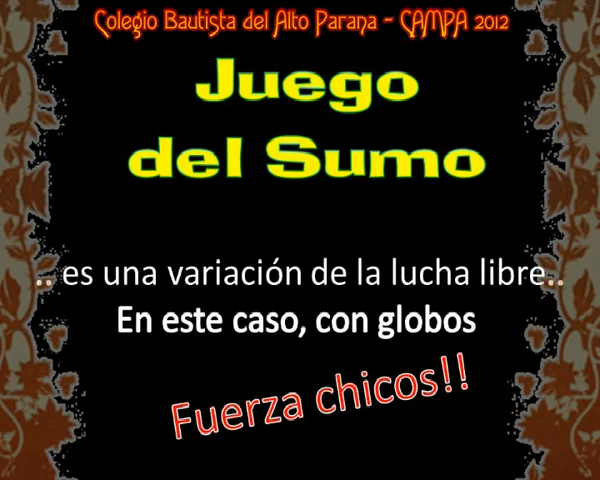 Colegio Bautista del Alto Parana - CAMPA 2012
Juego
del Sumo
.. es una variación de la lucha libre..
En este caso, con globos
Fuerza chicos!!